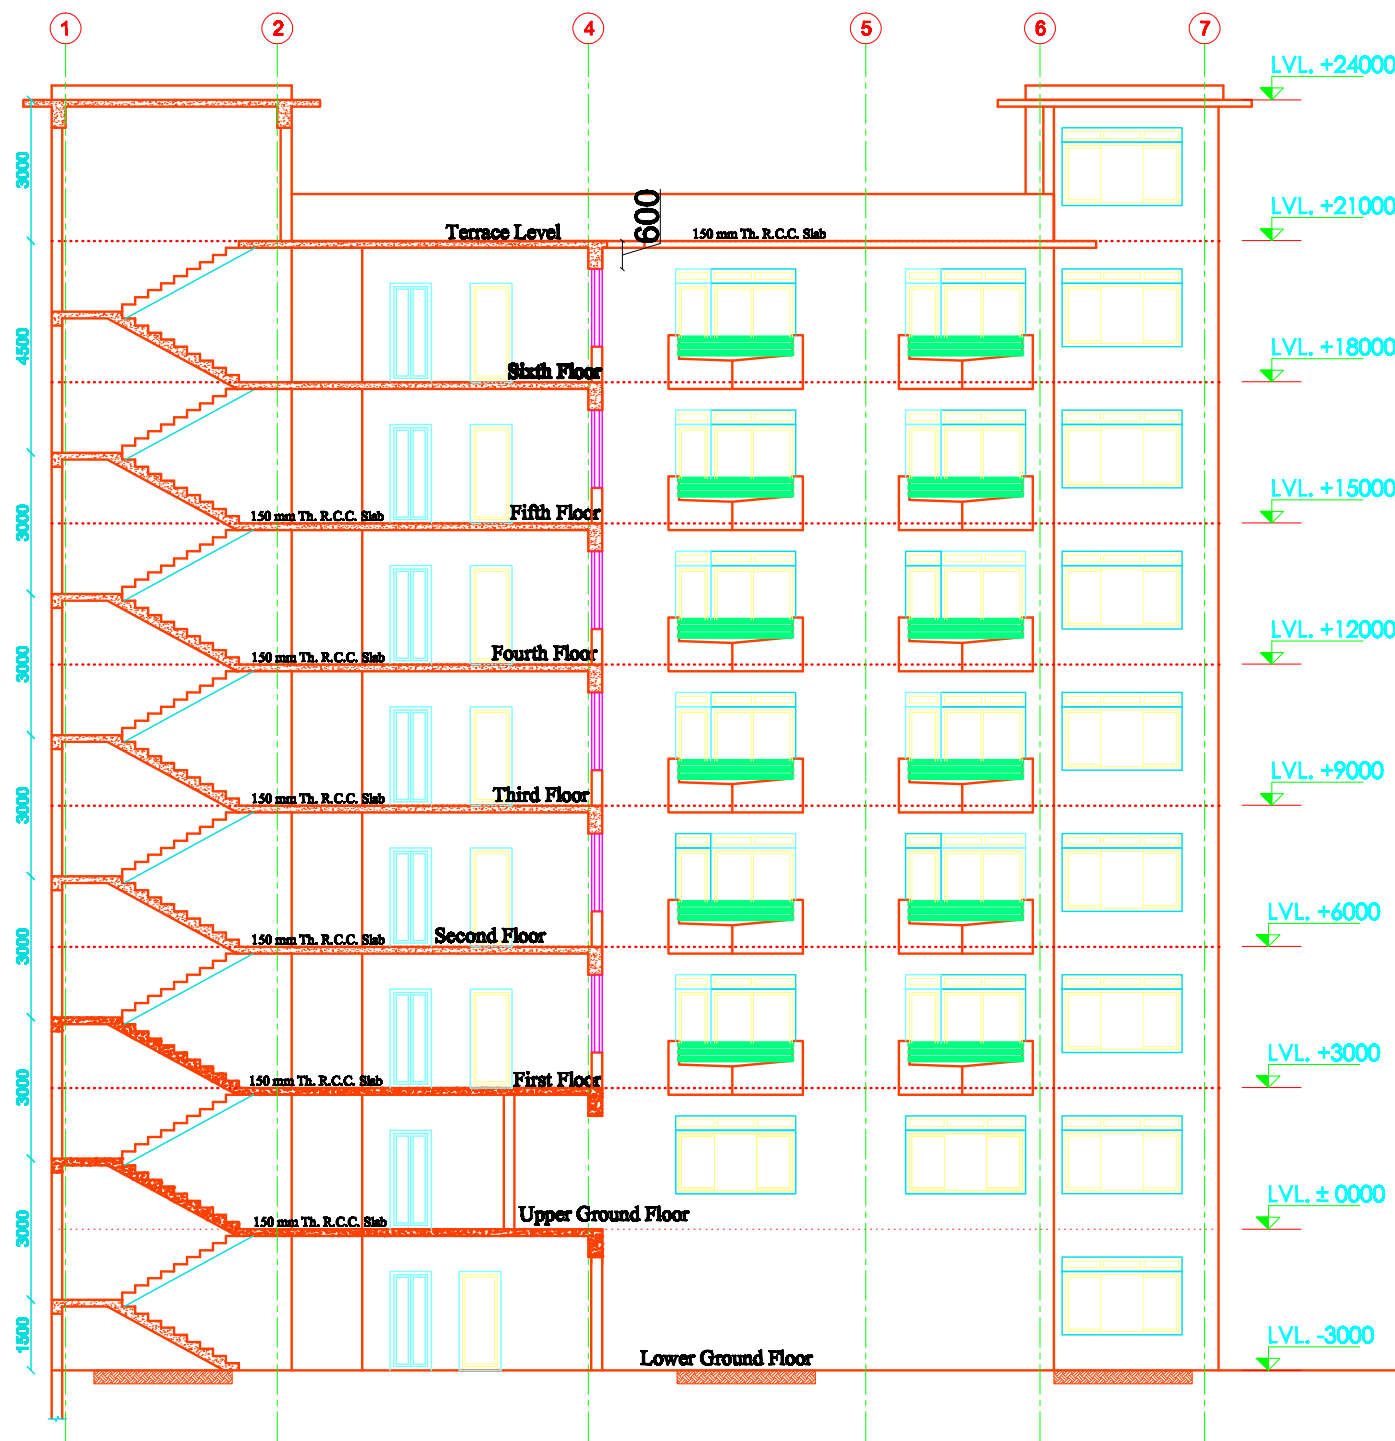 1 2 4 5 6 7
LVL. +24000
3000
LVL. +21000
600
Terrace Level
150 mm Th. R.C.C. Slab
4500
LVL. +18000
Sixth Floor
LVL. +15000
3000
150 mm Th. R.C.C. Slab
Fifth Floor
LVL. +12000
3000
150 mm Th. R.C.C. Slab
Fourth Floor
LVL. +9000
3000
150 mm Th. R.C.C. Slab
Third Floor
LVL. +6000
3000
150 mm Th. R.C.C. Slab
Second Floor
LVL. +3000
3000
150 mm Th. R.C.C. Slab
First Floor
LVL. ± 0000
3000
150 mm Th. R.C.C. Slab
Upper Ground Floor
LVL. -3000
1500
Lower Ground Floor